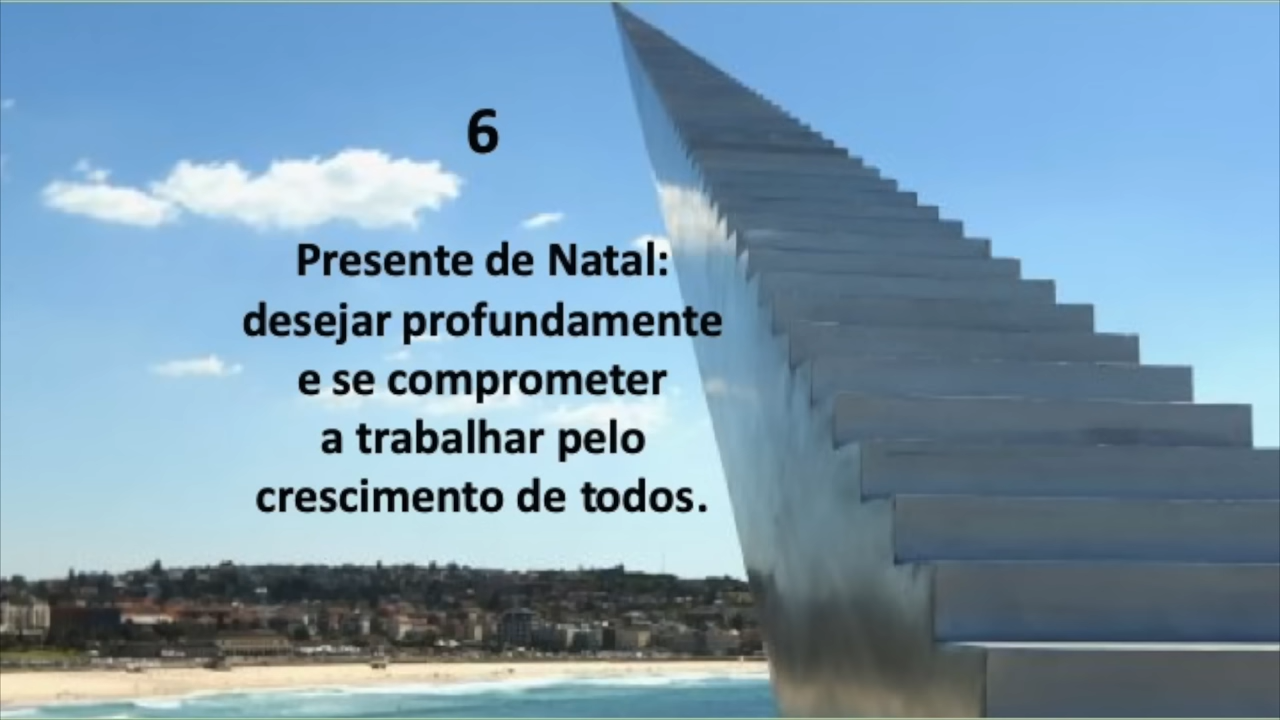 6
Presente de Natal:
desejar profundamente
e se comprometer
a trabalhar pelo
crescimento de todos.